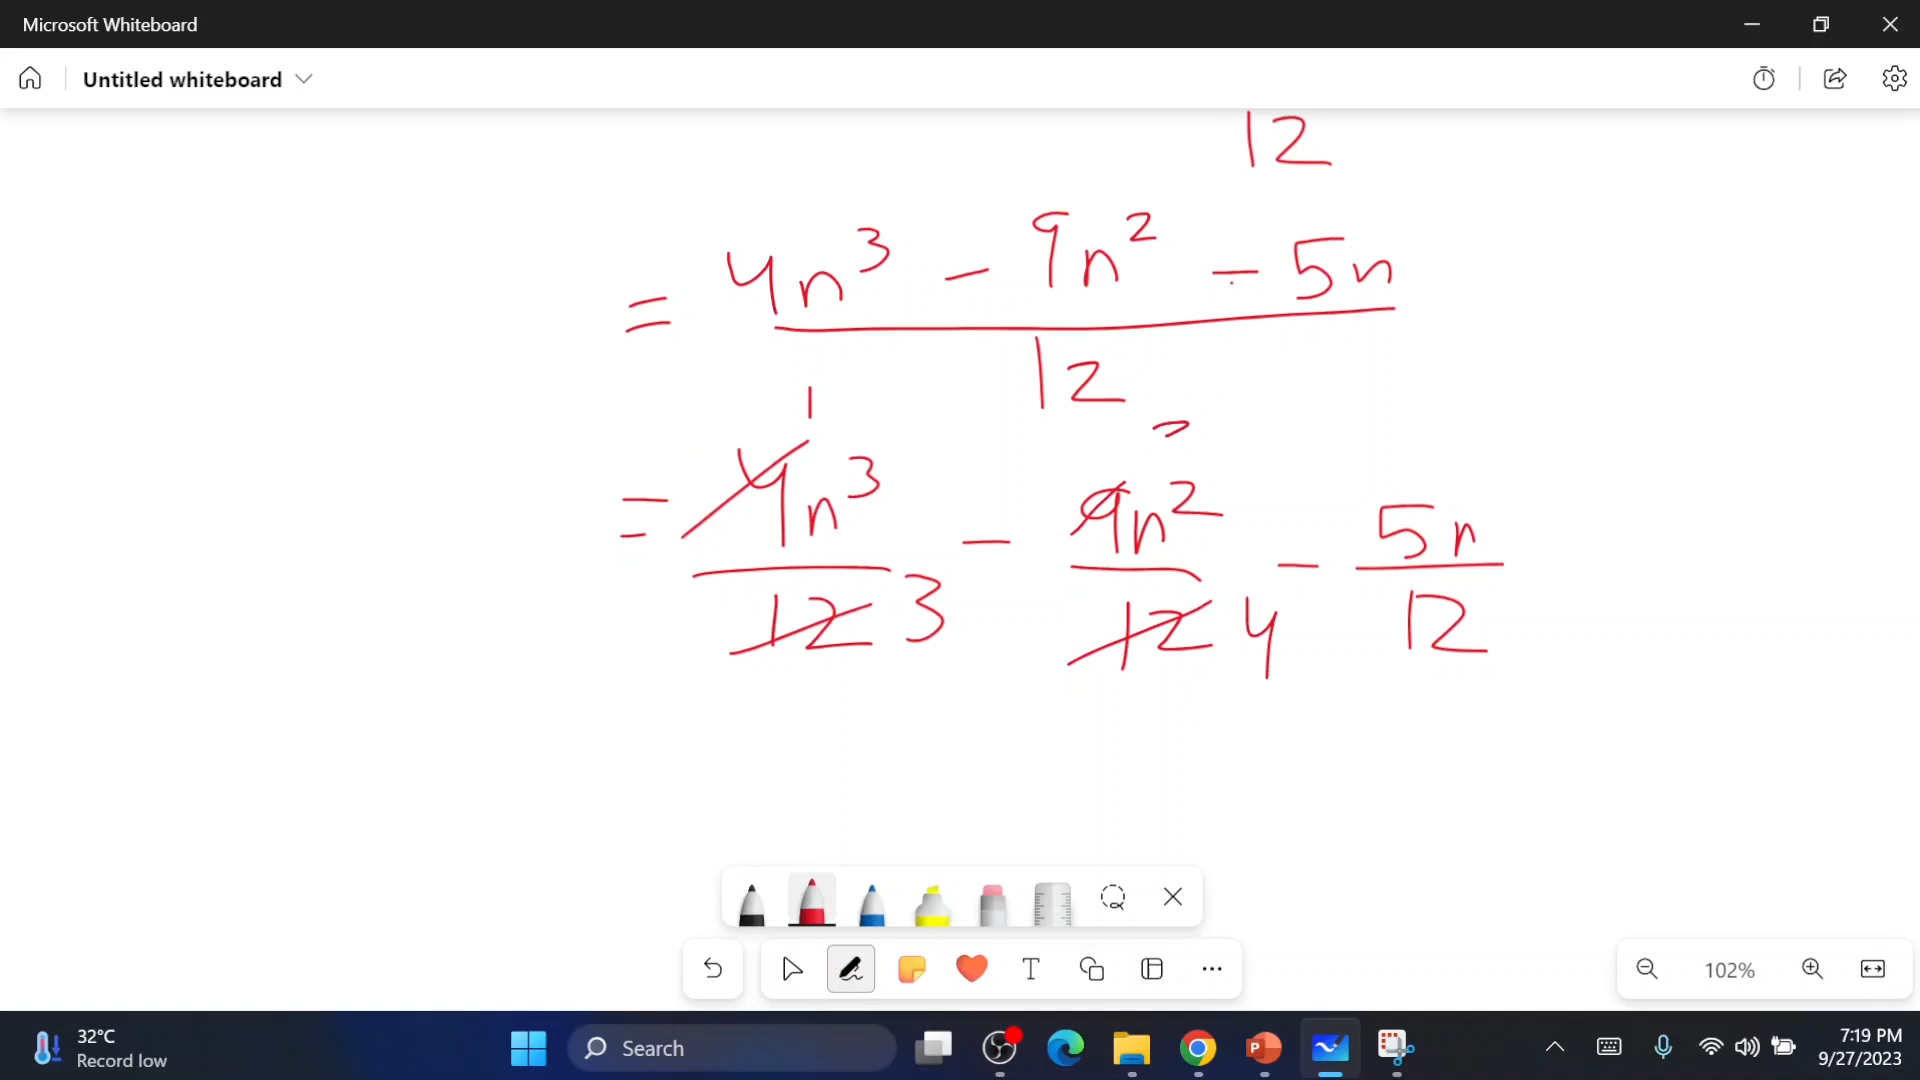 Microsoft Whiteboard
Untitled whiteboard
12
= 4n³ - 9n² - 5n
12
1
= 4n³ - 9n² - 5n
12 3 12 4 12
T
102%
32°C
Record low
Search
7:19 PM
9/27/2023